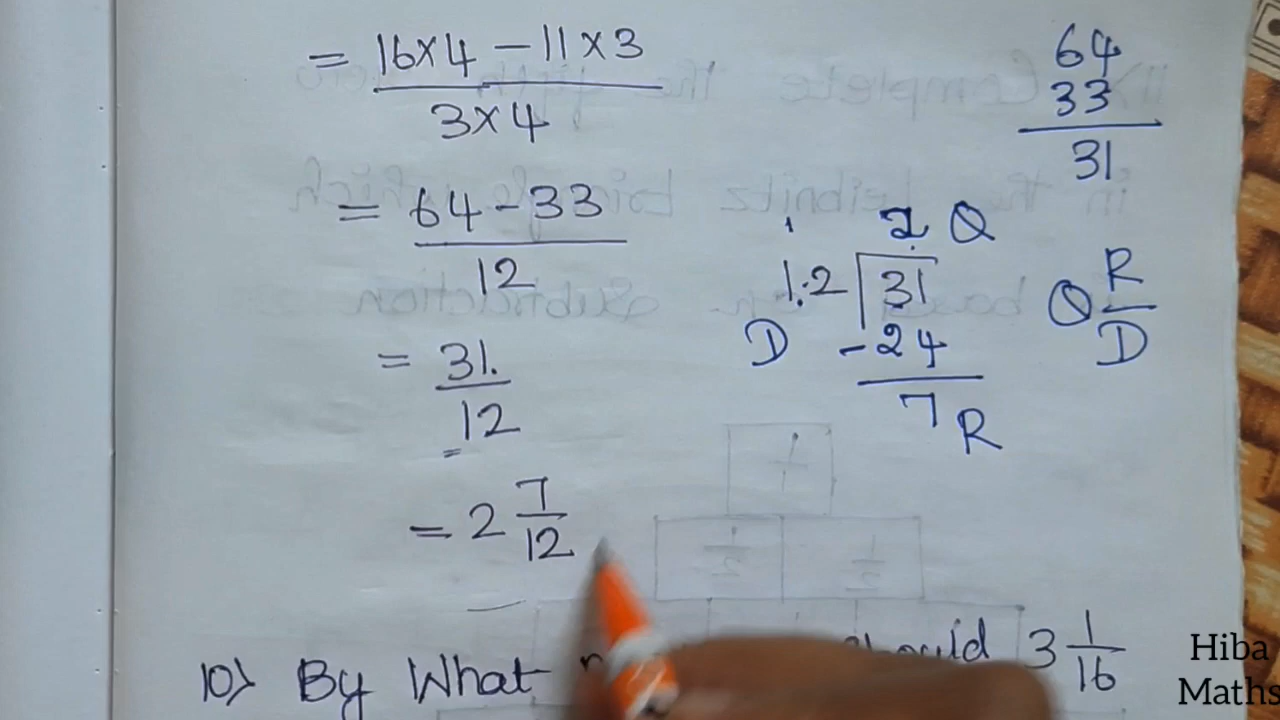 = 16×4 – 11×3
3×4
= 64 – 33
12
= 31
12
= 2 7/12
64
33
31
2 Q
12 31
D -24
7 R
Q R/D
10) By What should 3 1/16
Hiba
Maths